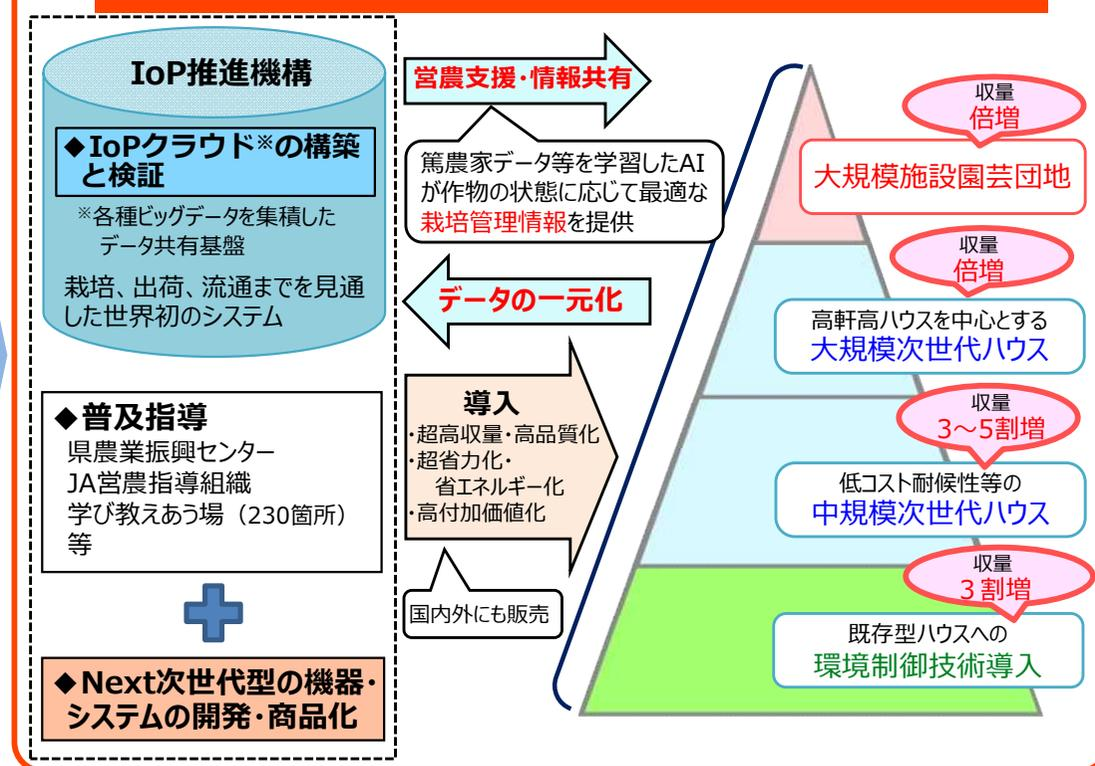 IoP推進機構
◆IoPクラウド※の構築
と検証
※各種ビッグデータを集積した
データ共有基盤
栽培、出荷、流通までを見通
した世界初のシステム
◆普及指導
県農業振興センター
JA営農指導組織
学び教えあう場（230箇所）
等
◆Next次世代型の機器・
システムの開発・商品化
営農支援・情報共有
篤農家データ等を学習したAI
が作物の状態に応じて最適な
栽培管理情報を提供
データの一元化
導入
・超高収量・高品質化
・超省力化・
省エネルギー化
・高付加価値化
国内外にも販売
収量
倍増
大規模施設園芸団地
収量
倍増
高軒高ハウスを中心とする
大規模次世代ハウス
収量
3～5割増
低コスト耐候性等の
中規模次世代ハウス
収量
３割増
既存型ハウスへの
環境制御技術導入